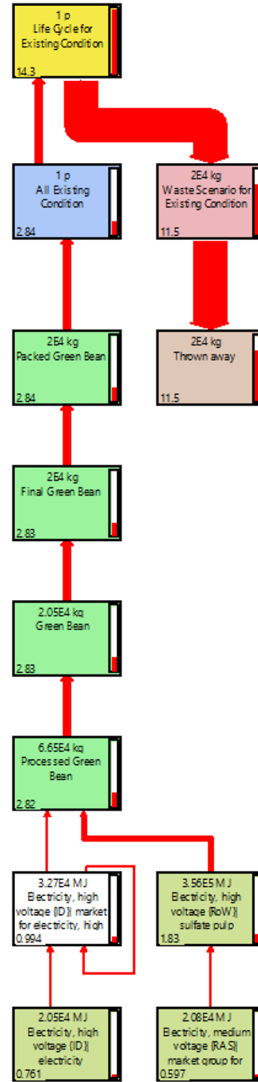 1 p
Life Cycle for
Existing Condition
14.3
1 p
All Existing
Condition
2.84
2E4 kg
Waste Scenario for
Existing Condition
11.5
2E4 kg
Packed Green Bean
2.84
2E4 kg
Thrown away
11.5
2E4 kg
Final Green Bean
2.83
2.05E4 kg
Green Bean
2.83
6.65E4 kg
Processed Green
Bean
2.82
3.27E4 MJ
Electricity, high
voltage {ID}| market
for electricity, high
0.994
3.56E5 MJ
Electricity, high
voltage {RoW}|
sulfate pulp
1.83
2.05E4 MJ
Electricity, high
voltage {ID}|
electricity
0.761
2.08E4 MJ
Electricity, medium
voltage {RAS}|
market group for
0.597